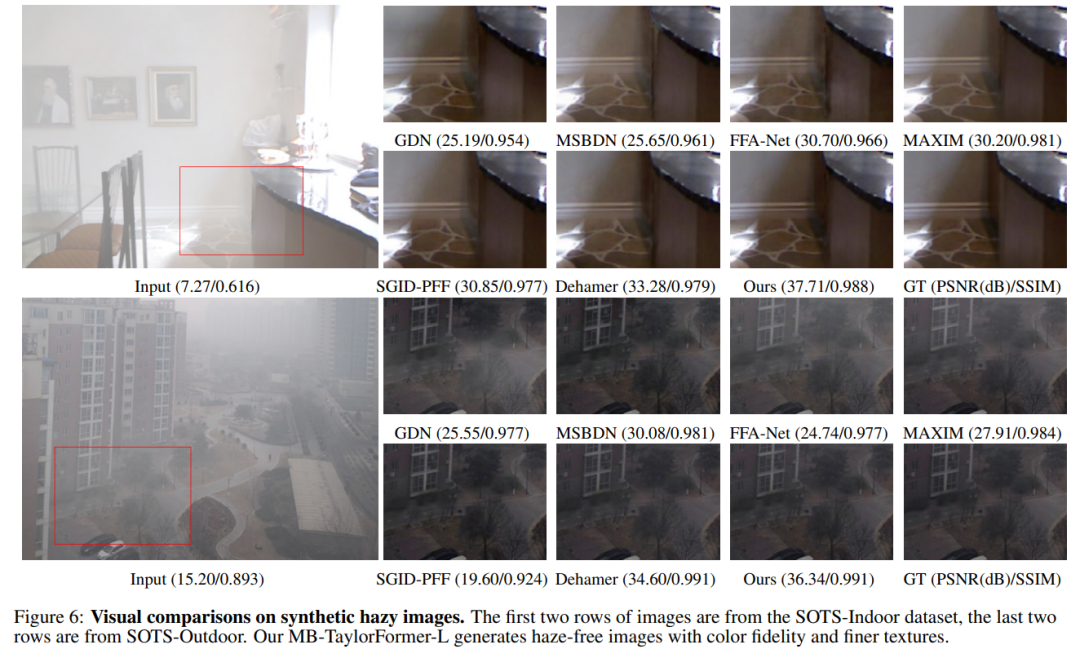 GDN (25.19/0.954) MSBDN (25.65/0.961) FFA-Net (30.70/0.966) MAXIM (30.20/0.981)
Input (7.27/0.616) SGID-PFF (30.85/0.977) Dehamer (33.28/0.979) Ours (37.71/0.988) GT (PSNR(dB)/SSIM)
GDN (25.55/0.977) MSBDN (30.08/0.981) FFA-Net (24.74/0.977) MAXIM (27.91/0.984)
Input (15.20/0.893) SGID-PFF (19.60/0.924) Dehamer (34.60/0.991) Ours (36.34/0.991) GT (PSNR(dB)/SSIM)
Figure 6: Visual comparisons on synthetic hazy images. The first two rows of images are from the SOTS-Indoor dataset, the last two
rows are from SOTS-Outdoor. Our MB-TaylorFormer-L generates haze-free images with color fidelity and finer textures.